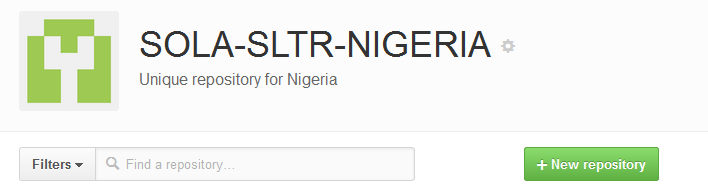 SOLA-SLTR-NIGERIA
Unique repository for Nigeria
Filters
Find a repository...
+ New repository